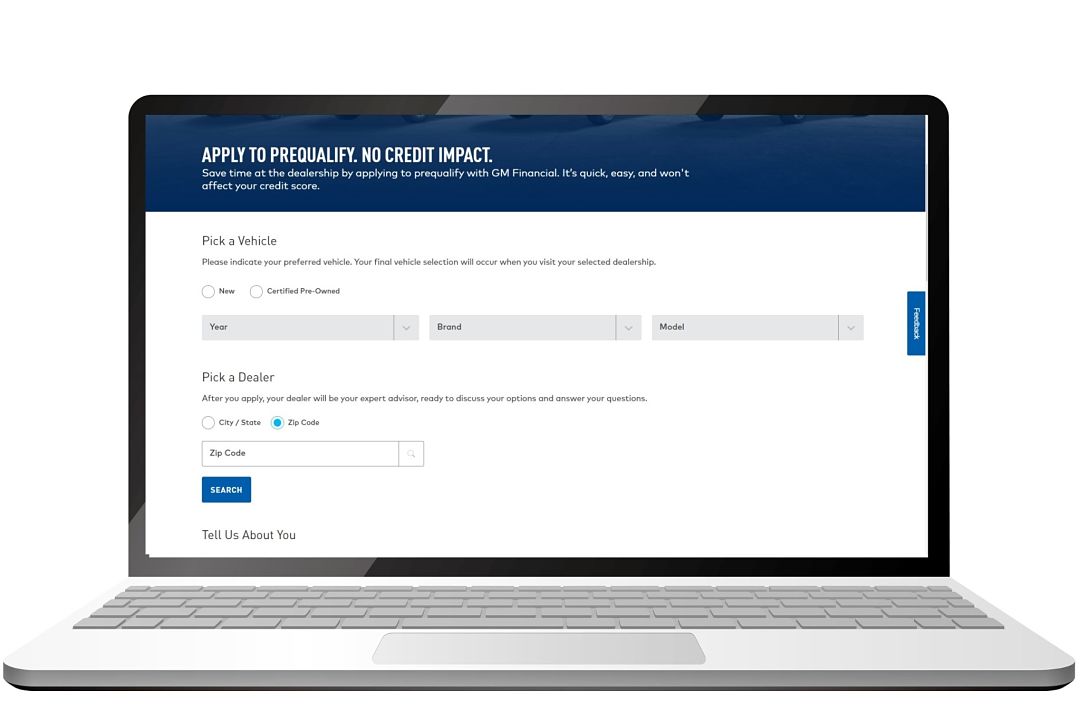 APPLY TO PREQUALIFY. NO CREDIT IMPACT.
Save time at the dealership by applying to prequalify with GM Financial. It's quick, easy, and won't
affect your credit score.
Pick a Vehicle
Please indicate your preferred vehicle. Your final vehicle selection will occur when you visit your selected dealership.
New Certified Pre-Owned
Year Brand Model
Feedback
Pick a Dealer
After you apply, your dealer will be your expert advisor, ready to discuss your options and answer your questions.
City / State Zip Code
Zip Code
SEARCH
Tell Us About You